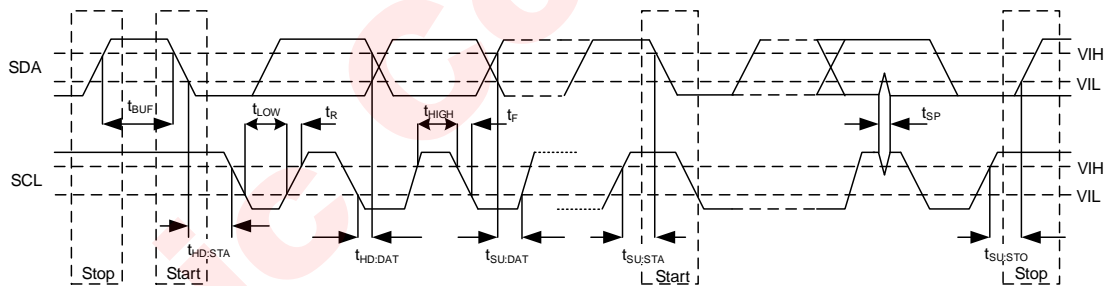 SDA
VIH
VIL
tBUF
tLOW
tR
tHIGH
tF
tSP
SCL
VIH
VIL
tHD:STA
tHD:DAT
tSU:DAT
tSU:STA
tSU:STO
Stop
Start
Start
Stop